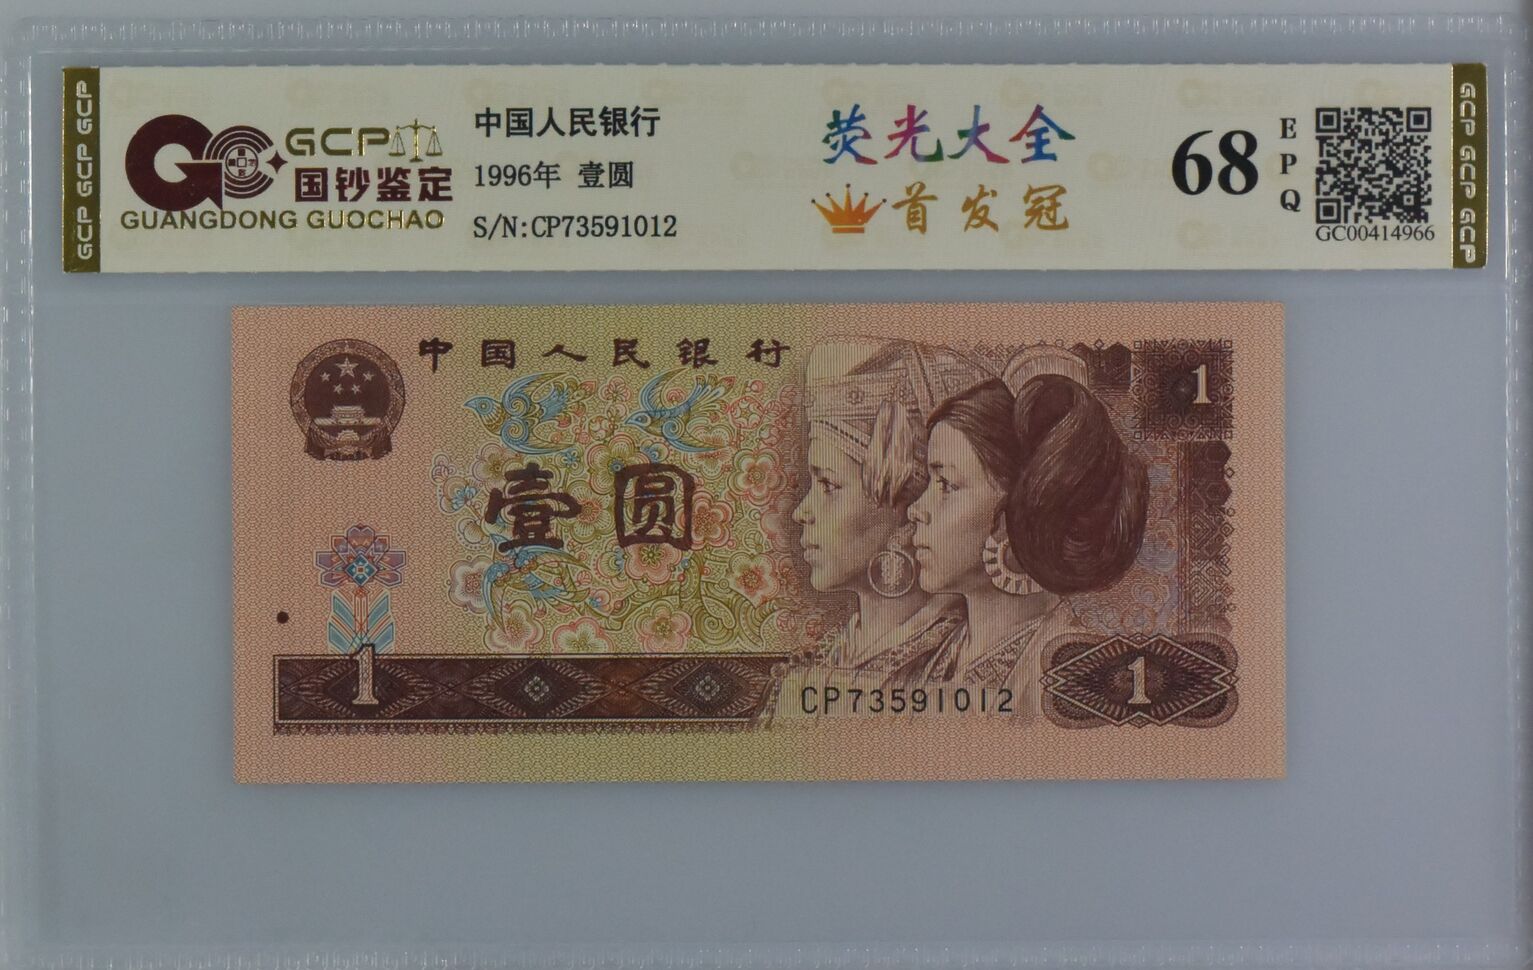 GCP GCP GCP
GCP
国钞鉴定
GUANGDONG GUOCHAO
中国人民银行
1996年 壹圆
S/N:CP73591012
荧光大全
首发冠
68
EPQ
GC00414966
GCP GCP GCP
中国人民银行
1
壹圆
1
CP73591012
1